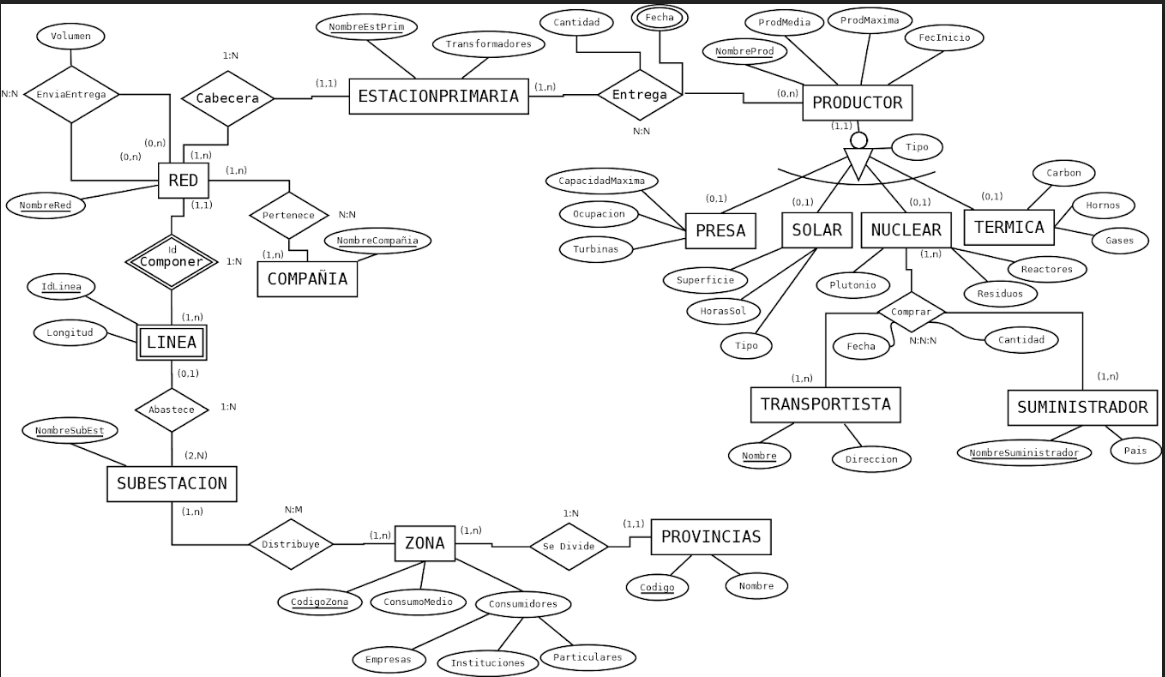 Volumen
EnviaEntrega
N:N
(0,n)
(0,n)
1:N
Cabecera
(1,1)
(1,n)
NombreEstPrim
Transformadores
ESTACIONPRIMARIA
(1,n)
Cantidad
Fecha
Entrega
N:N
(0,n)
ProdMedia
ProdMaxima
FecInicio
NombreProd
PRODUCTOR
(1,1)
Tipo
RED
NombreRed
(1,n)
(1,1)
Pertenece
N:N
NombreCompañia
(1,n)
COMPAÑIA
Id
Componer
1:N
(1,n)
IdLinea
Longitud
LINEA
(0,1)
Abastece
1:N
(2,N)
NombreSubEst
SUBESTACION
(1,n)
N:M
Distribuye
(1,n)
ZONA
(1,n)
1:N
Se Divide
(1,1)
PROVINCIAS
Codigo
Nombre
CodigoZona
ConsumoMedio
Consumidores
Empresas
Instituciones
Particulares
CapacidadMaxima
Ocupacion
Turbinas
(0,1)
PRESA
(0,1)
SOLAR
(0,1)
NUCLEAR
(0,1)
TERMICA
Carbon
Hornos
Gases
Superficie
HorasSol
Tipo
Plutonio
(1,n)
Reactores
Residuos
Comprar
N:N:N
Fecha
Cantidad
(1,n)
TRANSPORTISTA
Nombre
Direccion
(1,n)
SUMINISTRADOR
NombreSuministrador
Pais